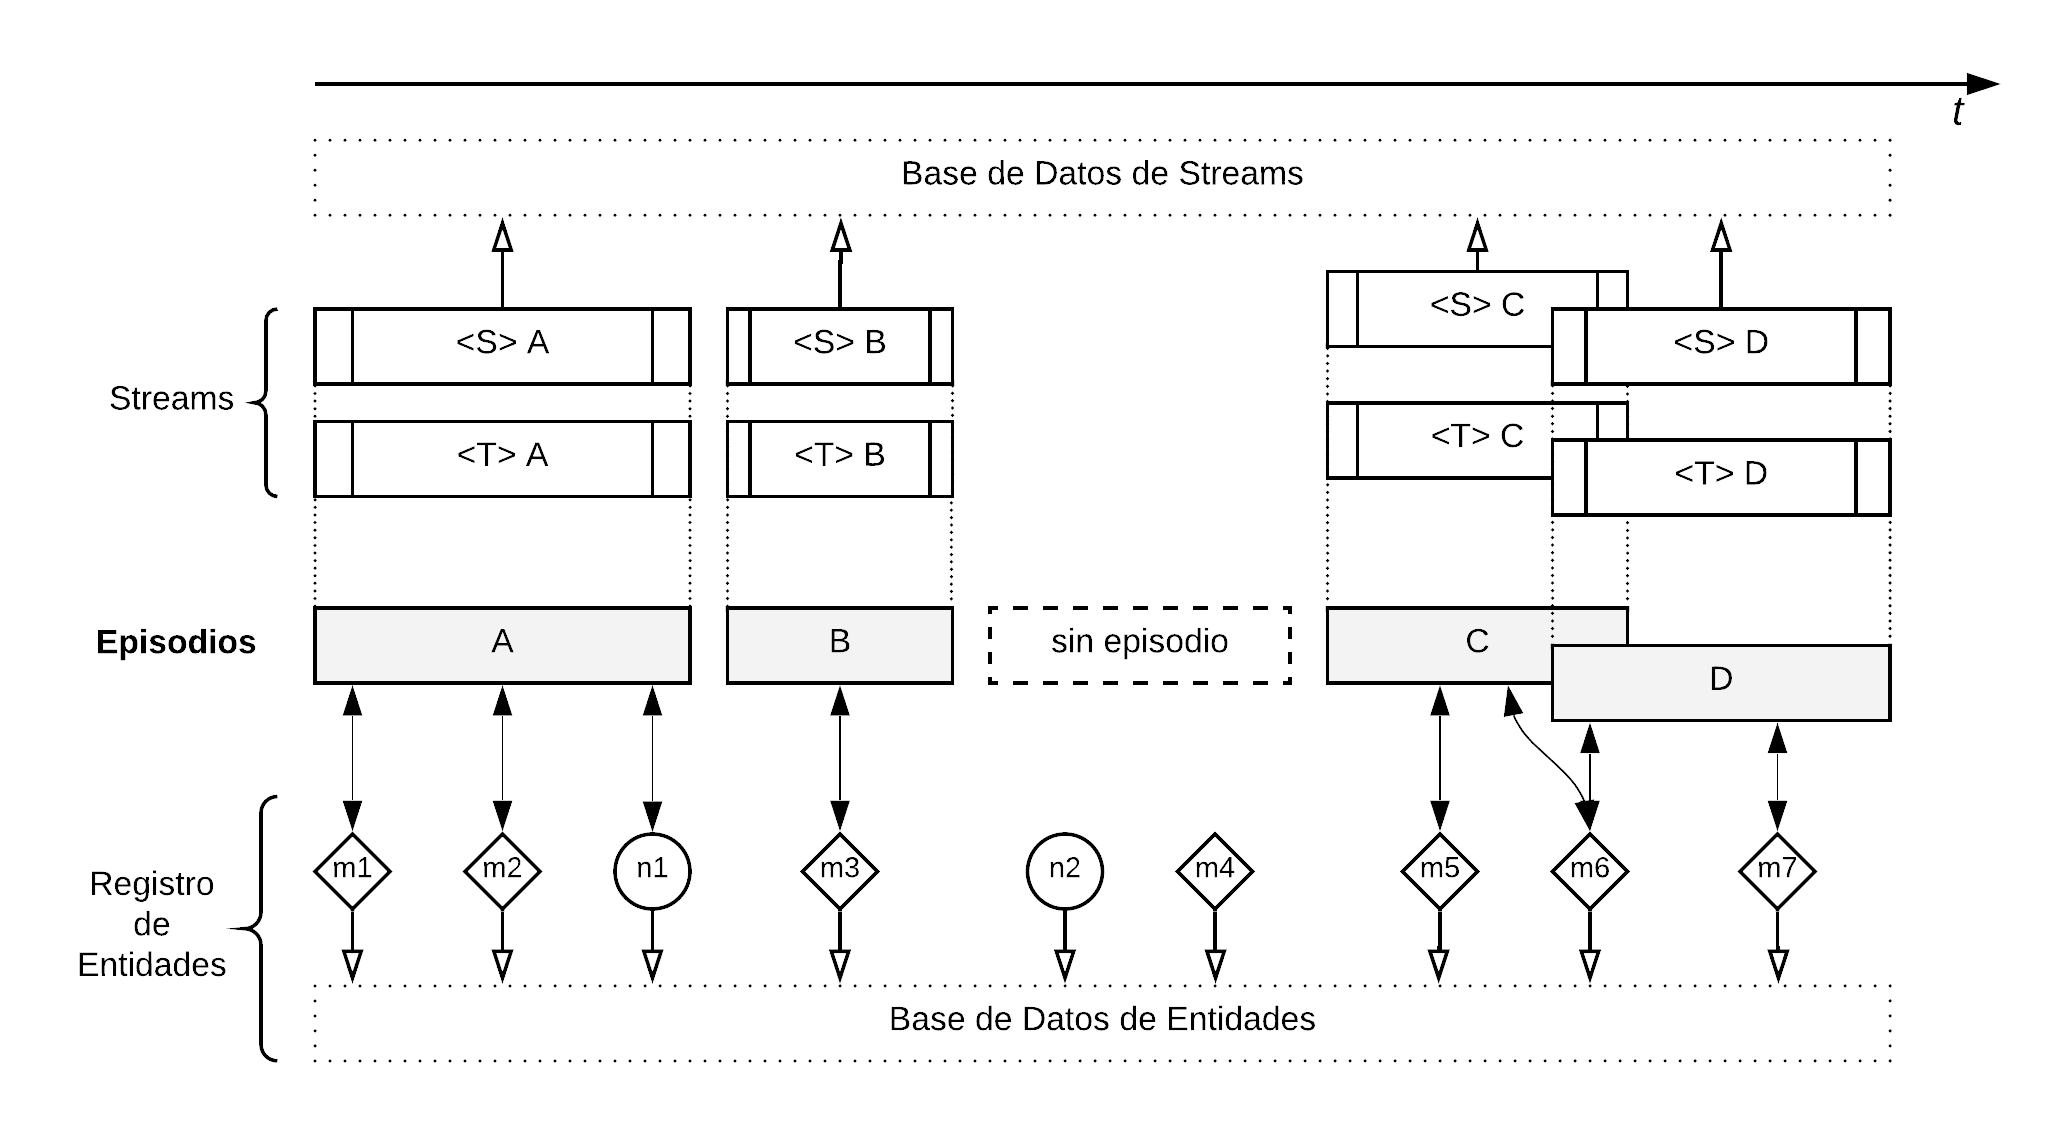 t
Base de Datos de Streams
<S> A
<S> B
<S> C
<S> D
Streams
<T> A
<T> B
<T> C
<T> D
Episodios
A
B
sin episodio
C
D
m1
m2
n1
m3
n2
m4
m5
m6
m7
Registro
de
Entidades
Base de Datos de Entidades